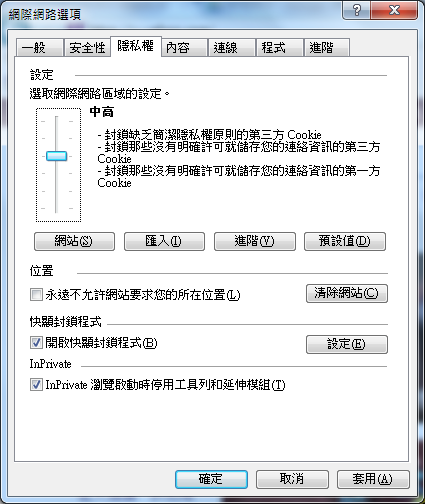 網際網路選項
一般 安全性 隱私權 內容 連線 程式 進階
設定
選取網際網路區域的設定。
中高
- 封鎖缺乏簡潔隱私權原則的第三方 Cookie
- 封鎖那些沒有明確許可就儲存您的連絡資訊的第三方
Cookie
- 封鎖那些沒有明確許可就儲存您的連絡資訊的第一方
Cookie
網站(S) 匯入(I) 進階(V) 預設值(D)
位置
永遠不允許網站要求您的所在位置(L) 清除網站(C)
快顯封鎖程式
開啟快顯封鎖程式(B) 設定(E)
InPrivate
InPrivate 瀏覽啟動時停用工具列和延伸模組(T)
確定 取消 套用(A)